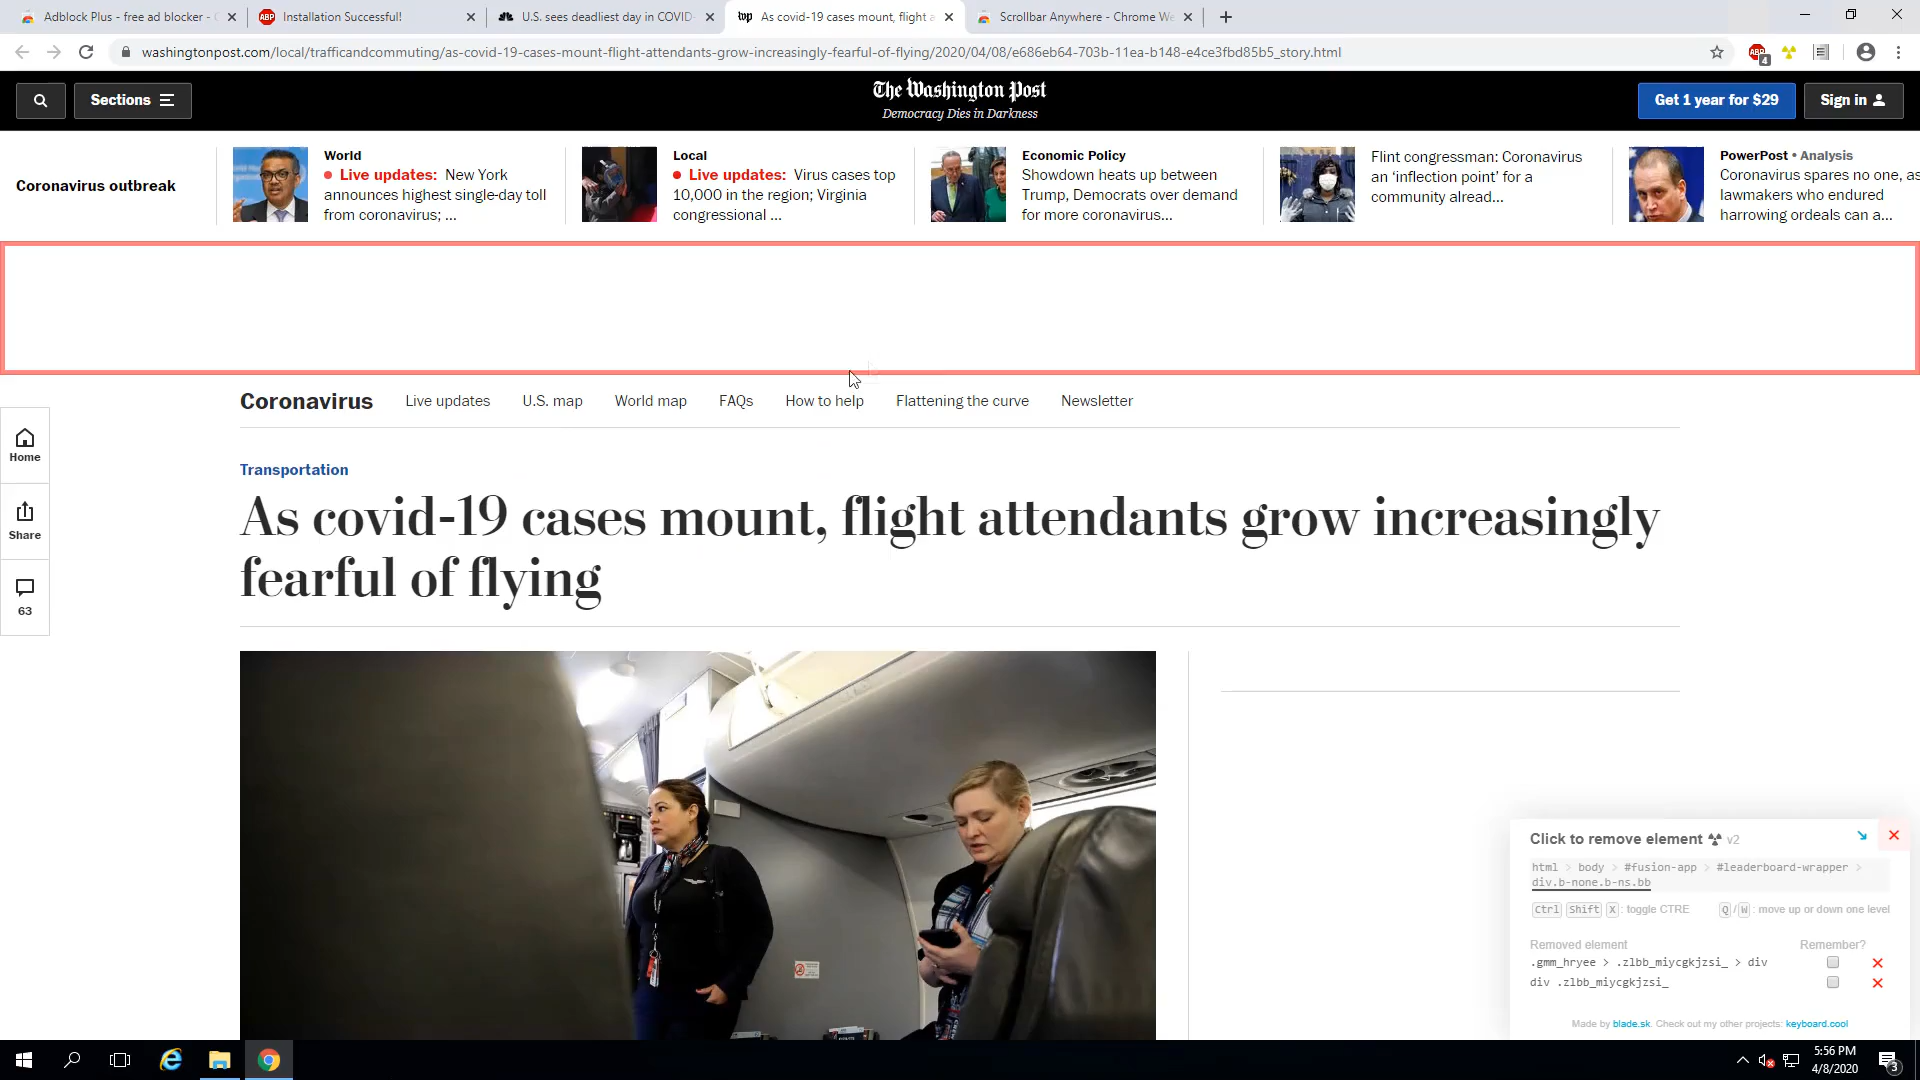 Adblock Plus - free ad blocker -
ABP
Installation Successful!
U.S. sees deadliest day in COVID-
wp
As covid-19 cases mount, flight a
Scrollbar Anywhere - Chrome We
washingtonpost.com/local/trafficandcommuting/as-covid-19-cases-mount-flight-attendants-grow-increasingly-fearful-of-flying/2020/04/08/e686eb64-703b-11ea-b148-e4ce3fbd85b5_story.html
ABP
4
Sections
The Washington Post
Democracy Dies in Darkness
Get 1 year for $29
Sign in
Coronavirus outbreak
World
Live updates: New York
announces highest single-day toll
from coronavirus; ...
Local
Live updates: Virus cases top
10,000 in the region; Virginia
congressional ...
Economic Policy
Showdown heats up between
Trump, Democrats over demand
for more coronavirus...
Flint congressman: Coronavirus
an ‘inflection point’ for a
community alread...
PowerPost • Analysis
Coronavirus spares no one, as
lawmakers who endured
harrowing ordeals can a...
Coronavirus
Live updates
U.S. map
World map
FAQs
How to help
Flattening the curve
Newsletter
Home
Share
63
Transportation
As covid-19 cases mount, flight attendants grow increasingly
fearful of flying
Click to remove element v2
html > body > #fusion-app > #leaderboard-wrapper >
div.b-none.b-ns.bb
Ctrl Shift X : toggle CTRE
Q / W : move up or down one level
Removed element
Remember?
.gmm_hryee > .zlbb_miycgkjzsi_ > div
div .zlbb_miycgkjzsi_
Made by blade.sk. Check out my other projects: keyboard.cool
5:56 PM
4/8/2020
3